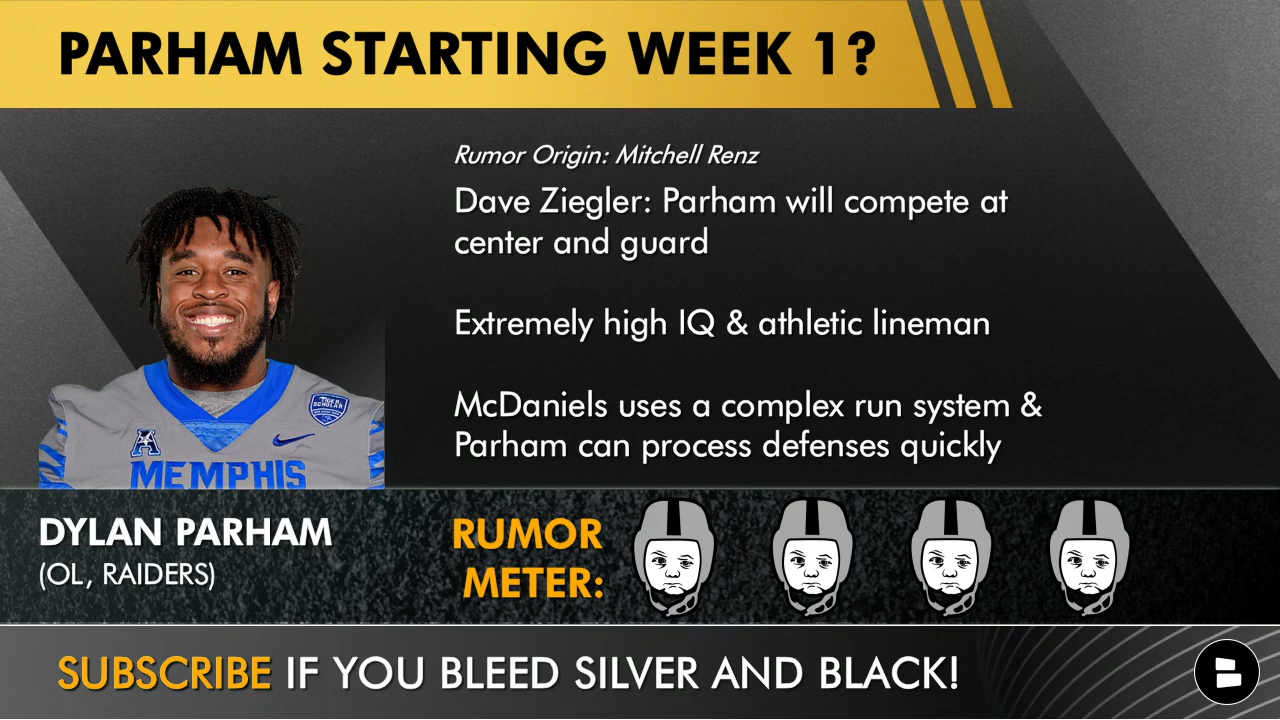 PARHAM STARTING WEEK 1?
Rumor Origin: Mitchell Renz
Dave Ziegler: Parham will compete at
center and guard
Extremely high IQ & athletic lineman
McDaniels uses a complex run system &
Parham can process defenses quickly
TIGER
SCHOLAR
A
MEMPHIS
DYLAN PARHAM
(OL, RAIDERS)
RUMOR
METER:
SUBSCRIBE IF YOU BLEED SILVER AND BLACK!